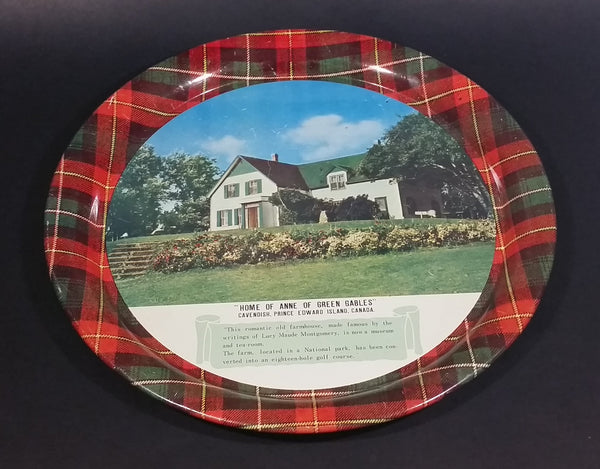 "HOME OF ANNE OF GREEN GABLES"
CAVENDISH, PRINCE EDWARD ISLAND, CANADA
"This romantic old farmhouse, made famous by the
writings of Lucy Maude Montgomery, is now a museum
and tea-room.
The farm, located in a National park, has been con-
verted into an eighteen-hole golf course.